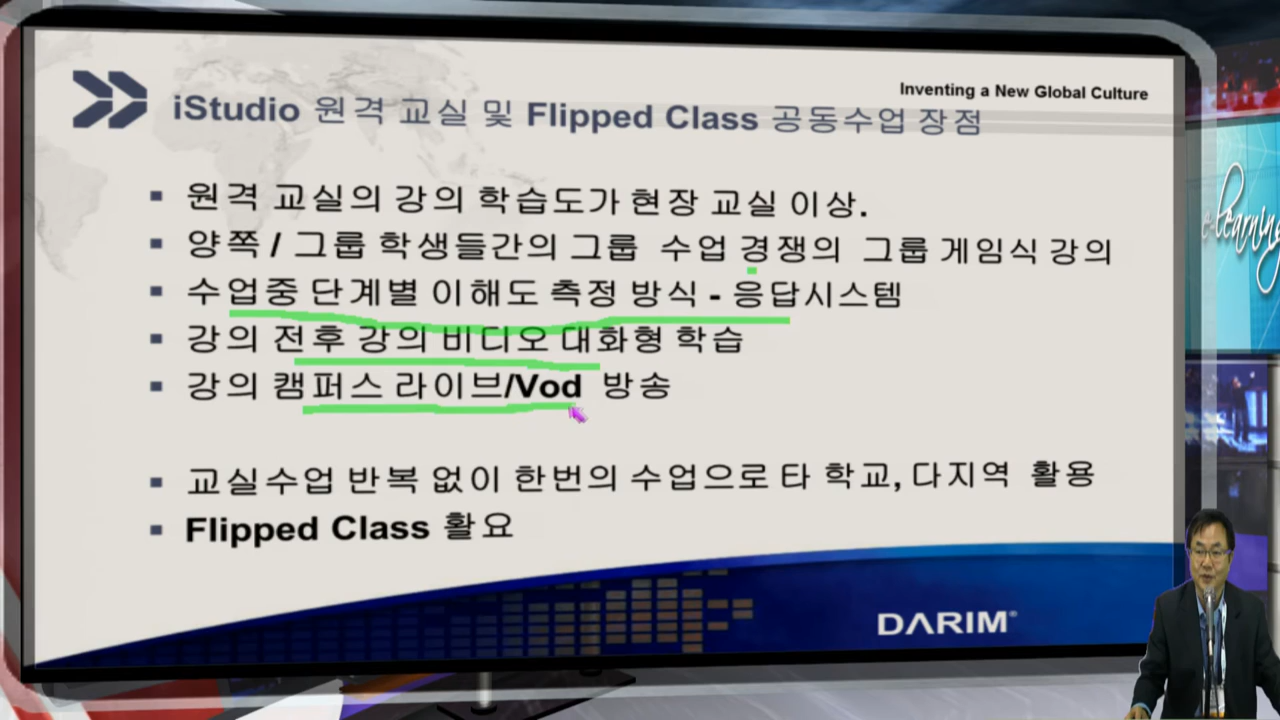 Inventing a New Global Culture
iStudio 원격 교실 및 Flipped Class 공동수업 장점
▪ 원격 교실의 강의 학습도가 현장 교실 이상.
▪ 양쪽 / 그룹 학생들간의 그룹 수업 경쟁의 그룹 게임식 강의
▪ 수업중 단계별 이해도 측정 방식 - 응답시스템
▪ 강의 전후 강의 비디오 대화형 학습
▪ 강의 캠퍼스 라이브/Vod 방송
▪ 교실수업 반복 없이 한번의 수업으로 타 학교, 다지역 활용
▪ Flipped Class 활요
DARIM®
e-learning